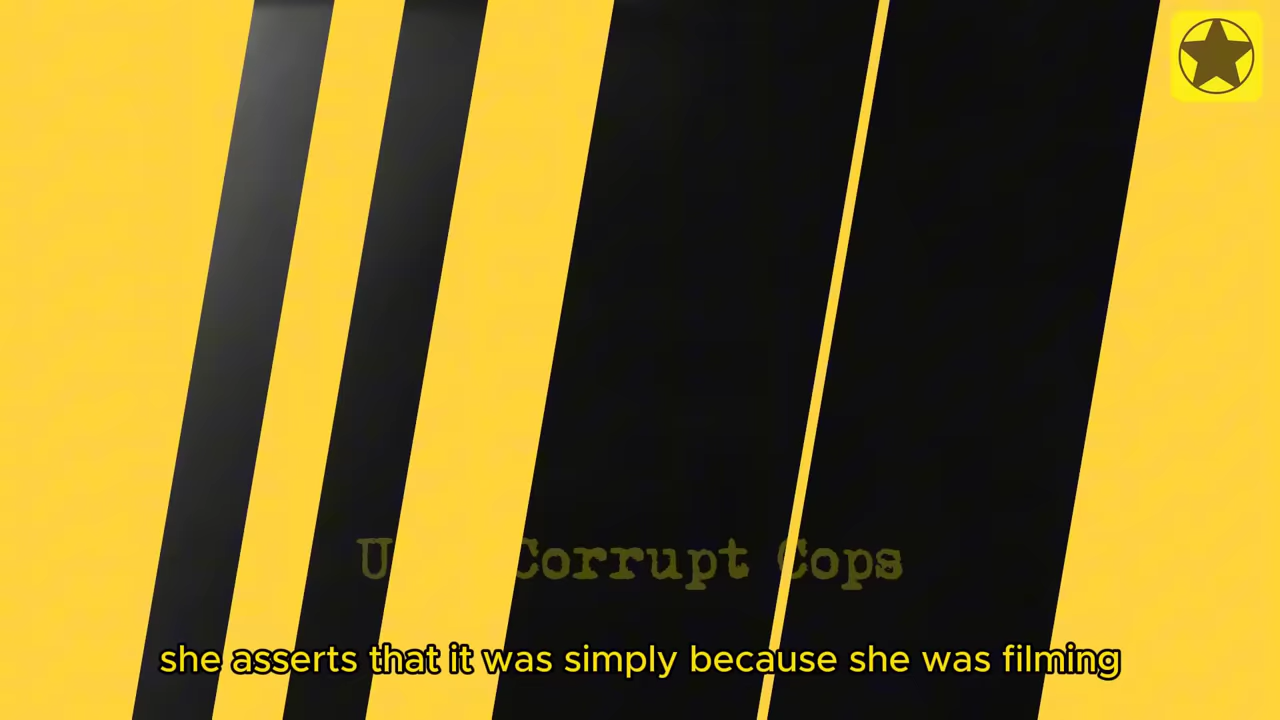 Corrupt Cops
she asserts that it was simply because she was filming